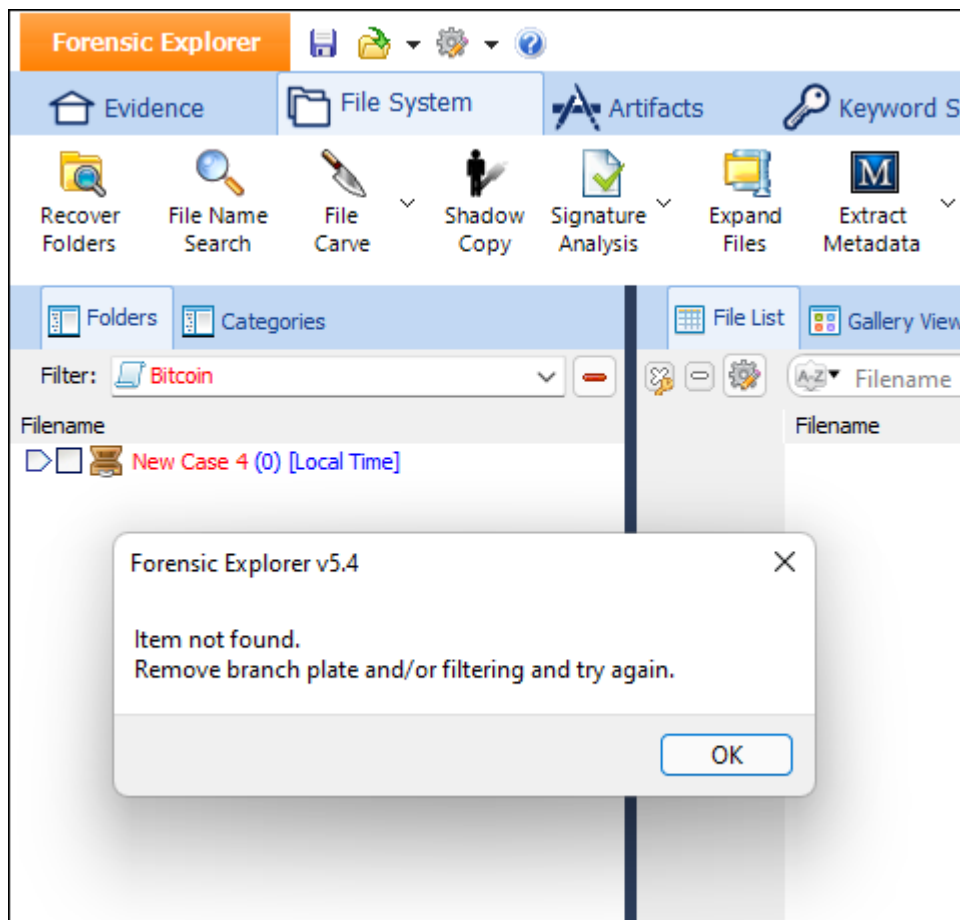 Forensic Explorer
Evidence
File System
Artifacts
Keyword S
Recover
Folders
File Name
Search
File
Carve
Shadow
Copy
Signature
Analysis
Expand
Files
M
Extract
Metadata
Folders
Categories
File List
Gallery View
Filter: Bitcoin
A-Z Filename
Filename
Filename
New Case 4 (0) [Local Time]
Forensic Explorer v5.4
Item not found.
Remove branch plate and/or filtering and try again.
OK